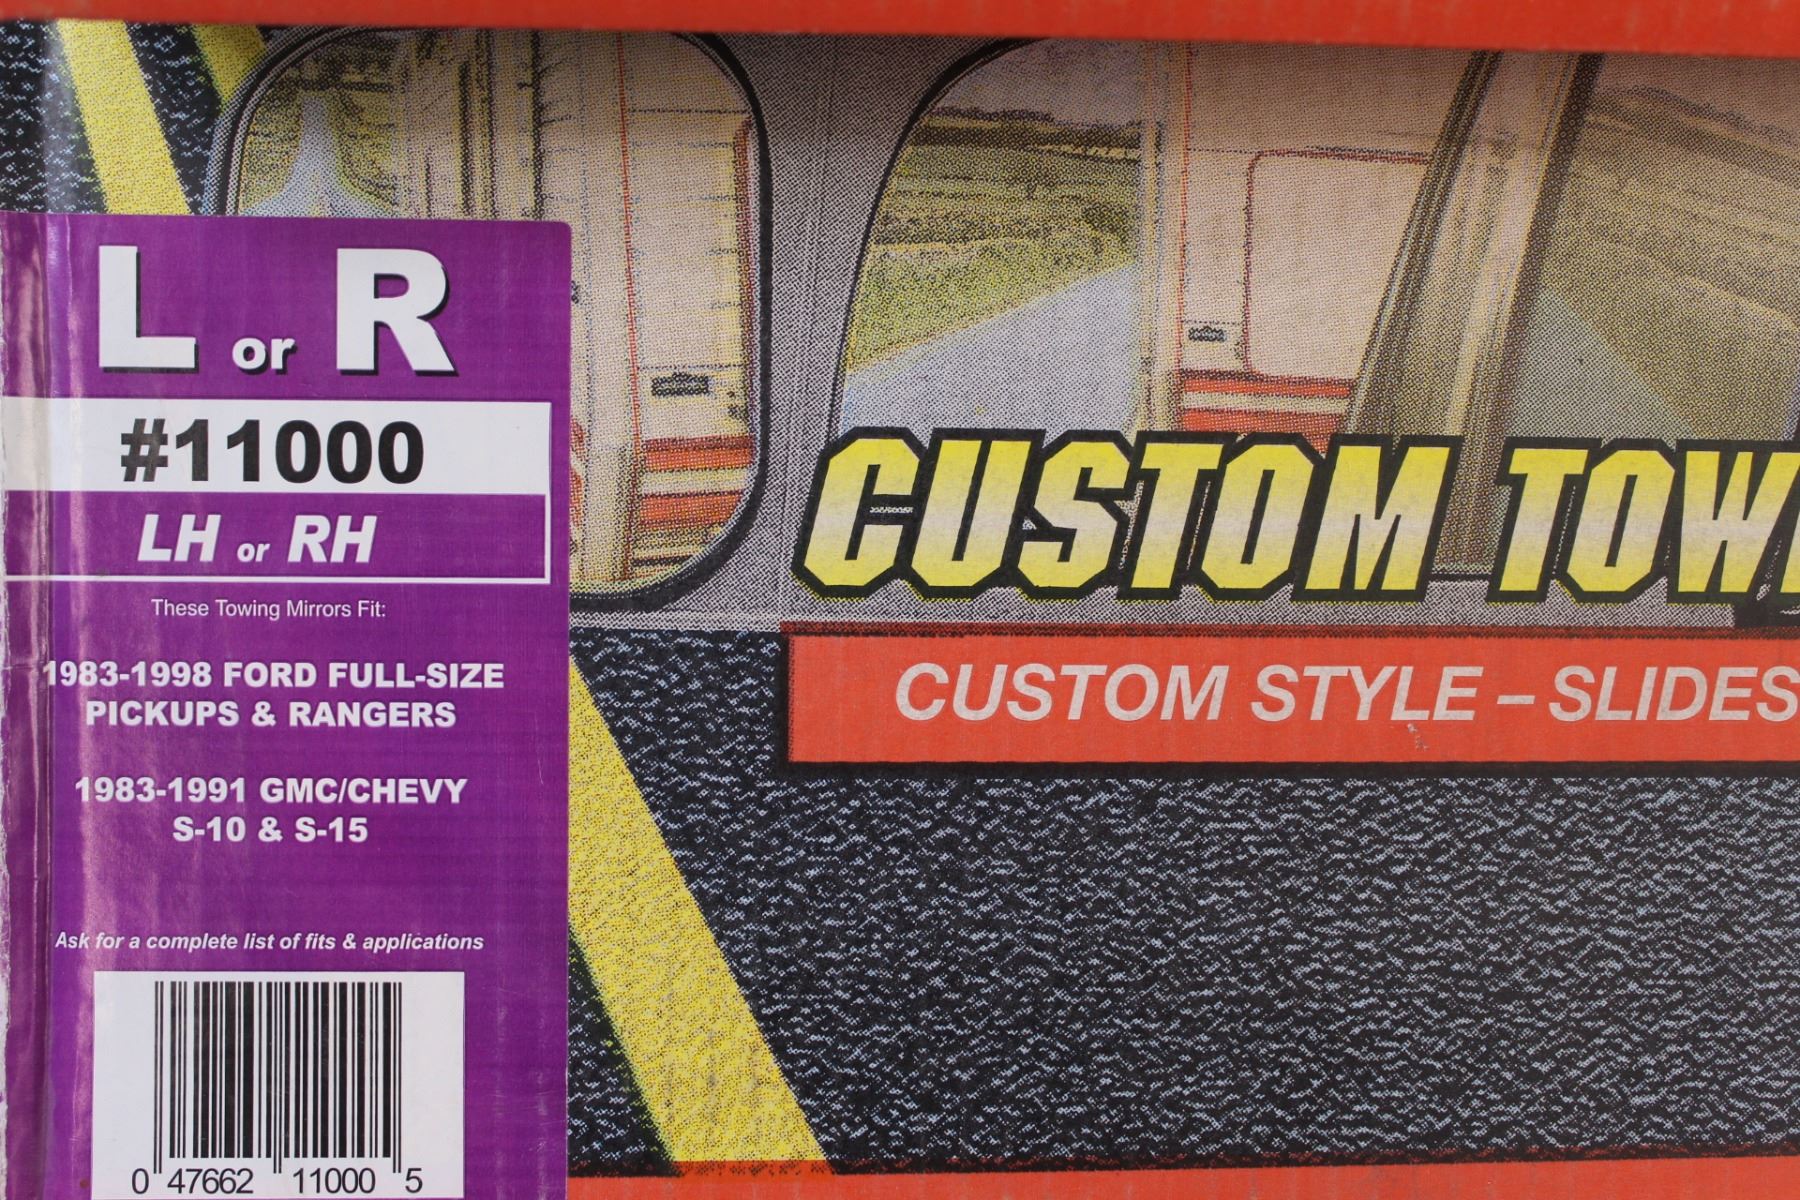 L or R
#11000
LH or RH
These Towing Mirrors Fit:
1983-1998 FORD FULL-SIZE
PICKUPS & RANGERS
1983-1991 GMC/CHEVY
S-10 & S-15
Ask for a complete list of fits & applications
0 47662 11000 5
CUSTOM TOW
CUSTOM STYLE – SLIDES